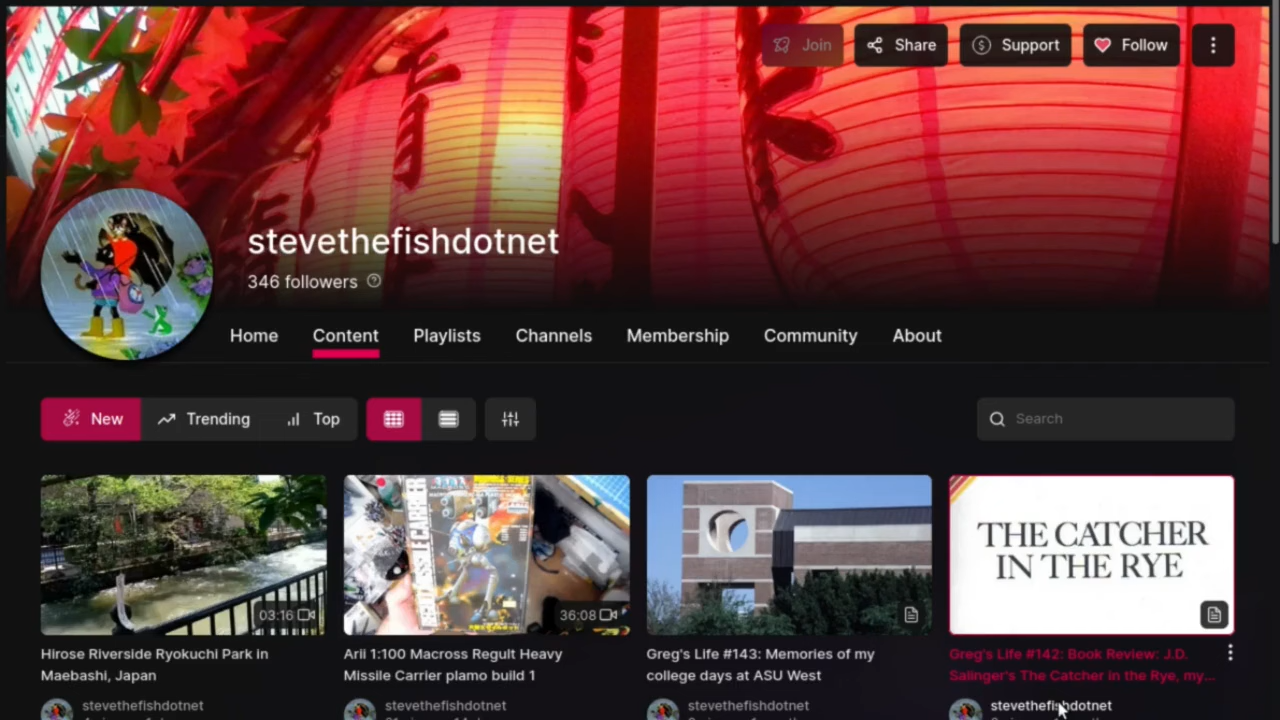 Join
Share
Support
Follow
stevethefishdotnet
346 followers
Home
Content
Playlists
Channels
Membership
Community
About
New
Trending
Top
Search
REGULT MISSILE CARRIER
THE CATCHER
IN THE RYE
03:16
36:08
Hirose Riverside Ryokuchi Park in
Maebashi, Japan
Arii 1:100 Macross Regult Heavy
Missile Carrier plamo build 1
Greg's Life #143: Memories of my
college days at ASU West
Greg's Life #142: Book Review: J.D.
Salinger's The Catcher in the Rye, my...
stevethefishdotnet
stevethefishdotnet
stevethefishdotnet
stevethefishdotnet